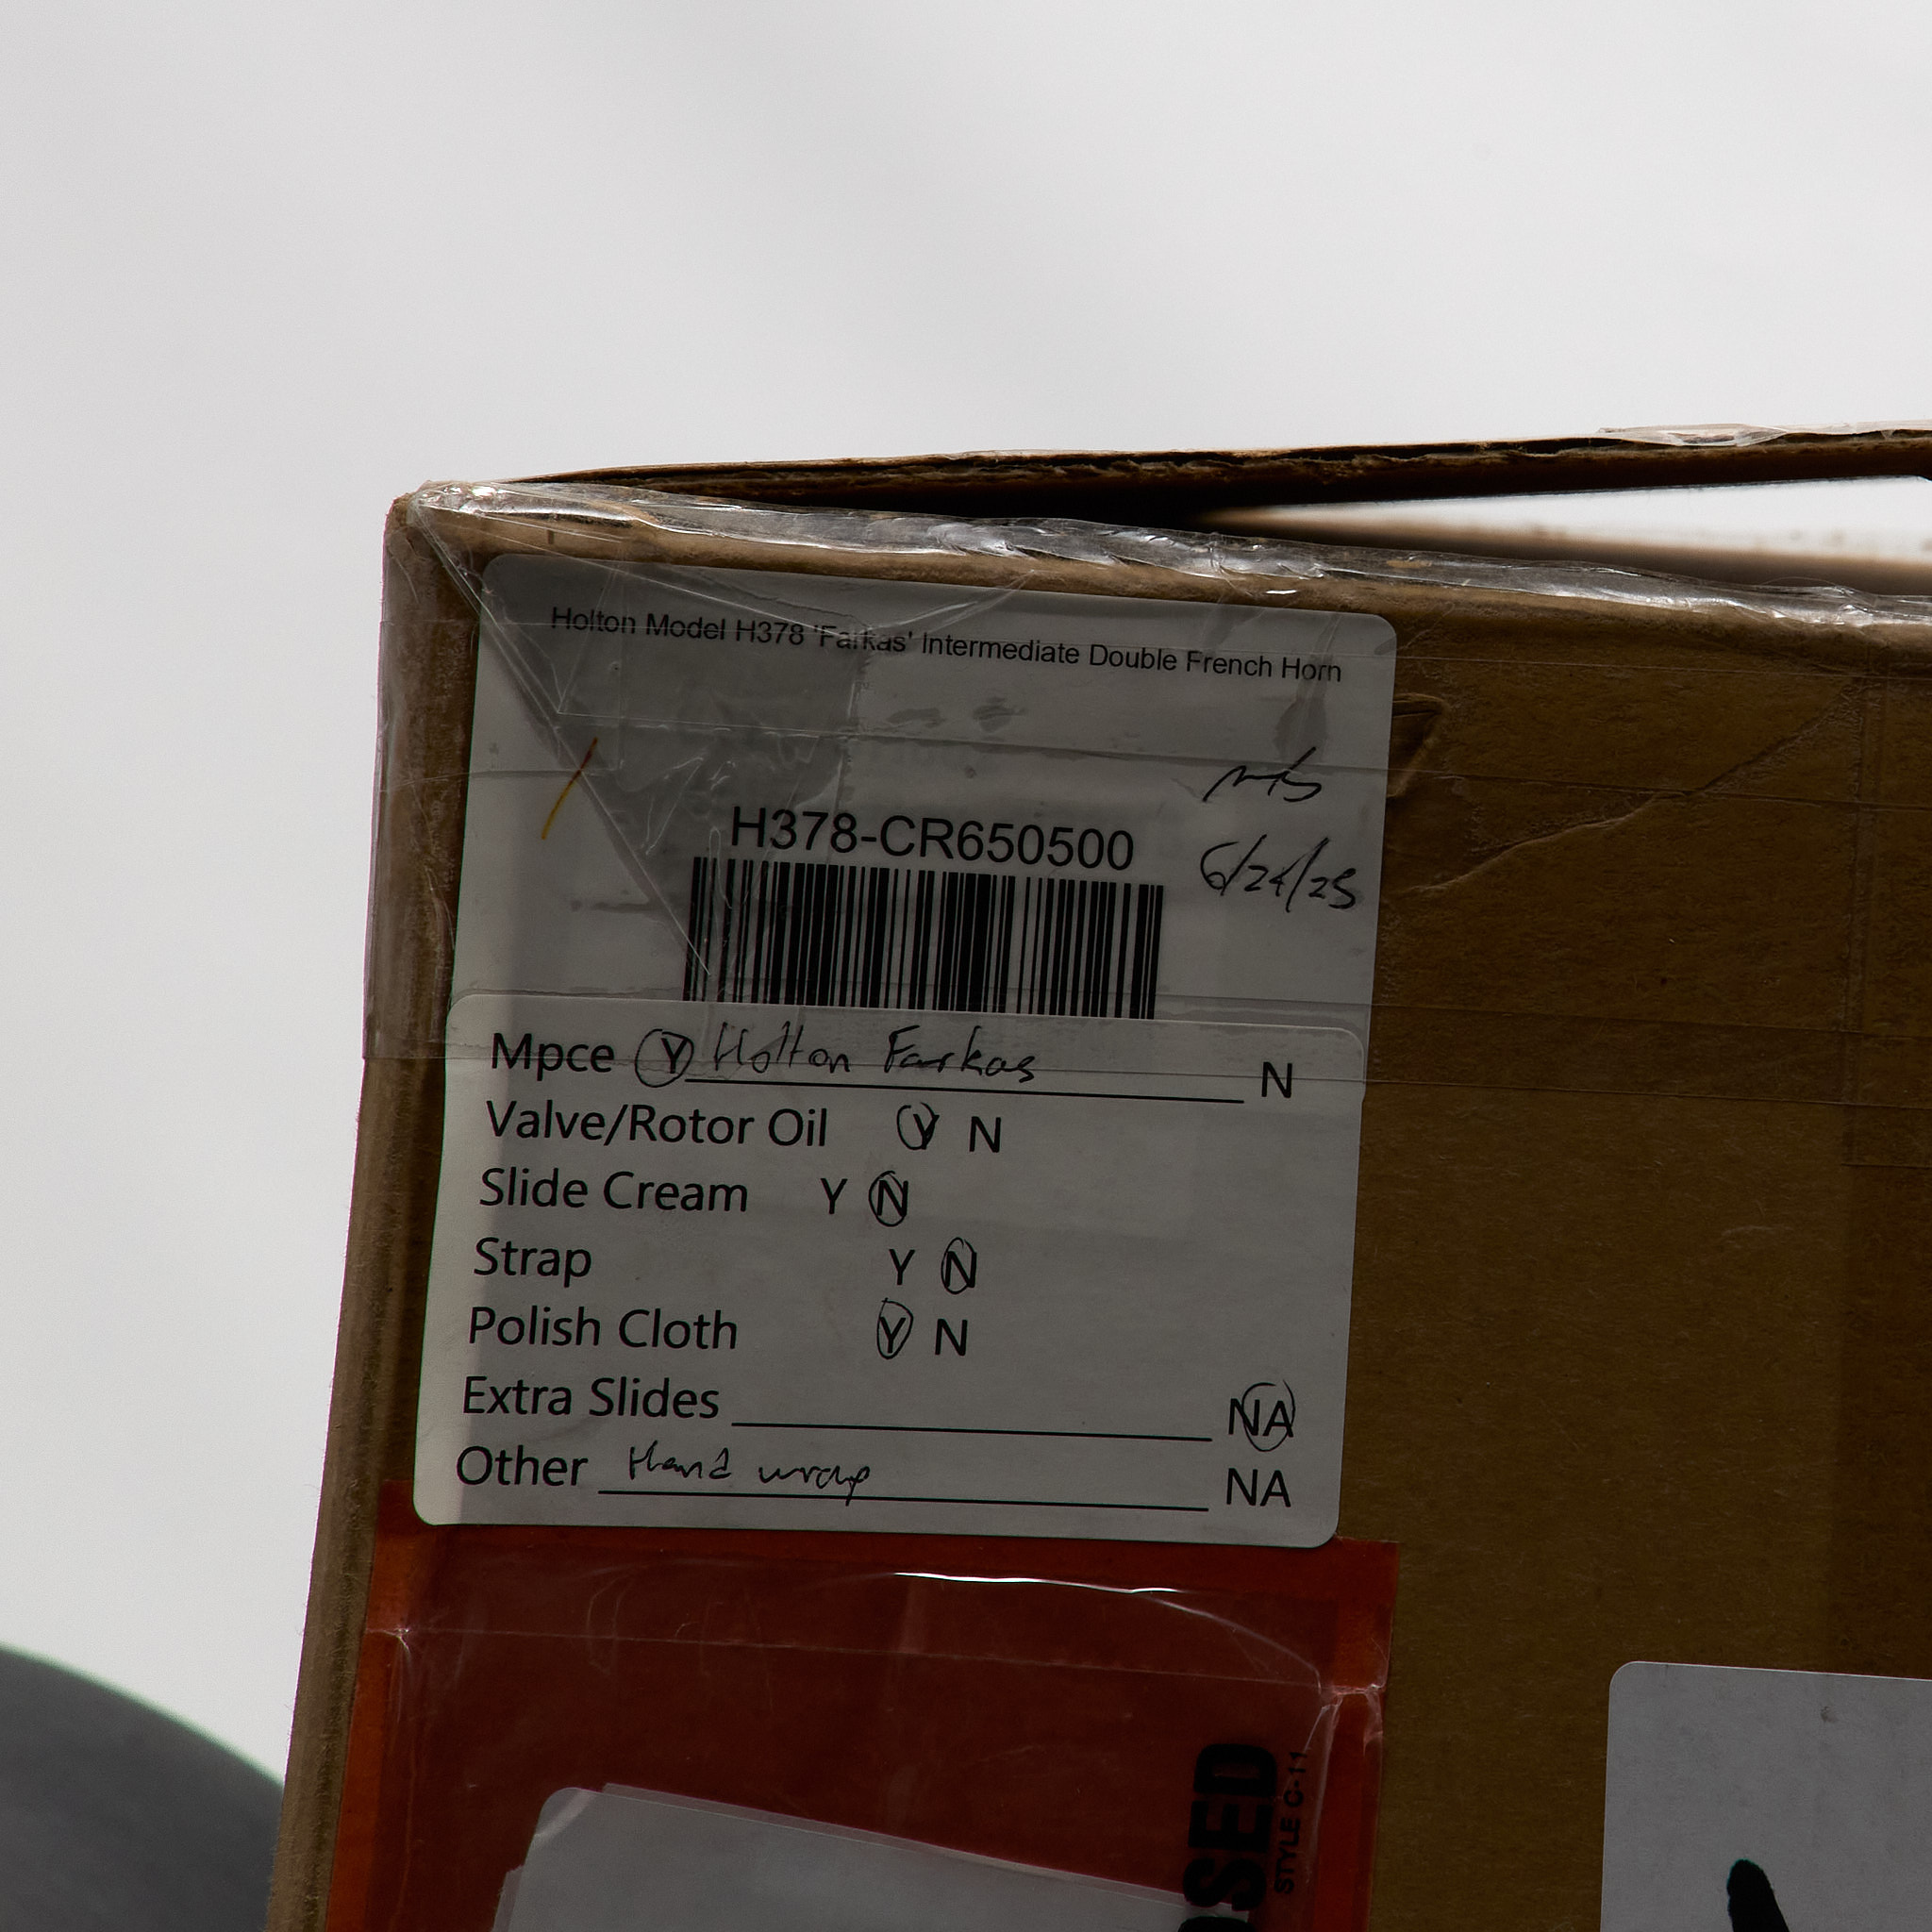 Holton Model H378 'Farkas' Intermediate Double French Horn
H378-CR650500
6/24/25
Mpce Y Holton Farkas N
Valve/Rotor Oil Y N
Slide Cream Y N
Strap Y N
Polish Cloth Y N
Extra Slides NA
Other Hand wrap NA
STYLE C-11